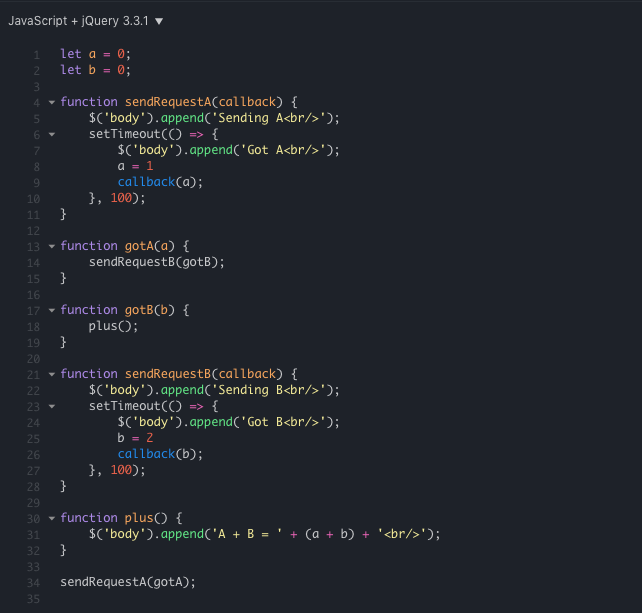 JavaScript + jQuery 3.3.1 ▼
1 let a = 0;
2 let b = 0;
3
4 function sendRequestA(callback) {
5     $('body').append('Sending A<br/>');
6     setTimeout(() => {
7         $('body').append('Got A<br/>');
8         a = 1
9         callback(a);
10     }, 100);
11 }
12
13 function gotA(a) {
14     sendRequestB(gotB);
15 }
16
17 function gotB(b) {
18     plus();
19 }
20
21 function sendRequestB(callback) {
22     $('body').append('Sending B<br/>');
23     setTimeout(() => {
24         $('body').append('Got B<br/>');
25         b = 2
26         callback(b);
27     }, 100);
28 }
29
30 function plus() {
31     $('body').append('A + B = ' + (a + b) + '<br/>');
32 }
33
34 sendRequestA(gotA);
35